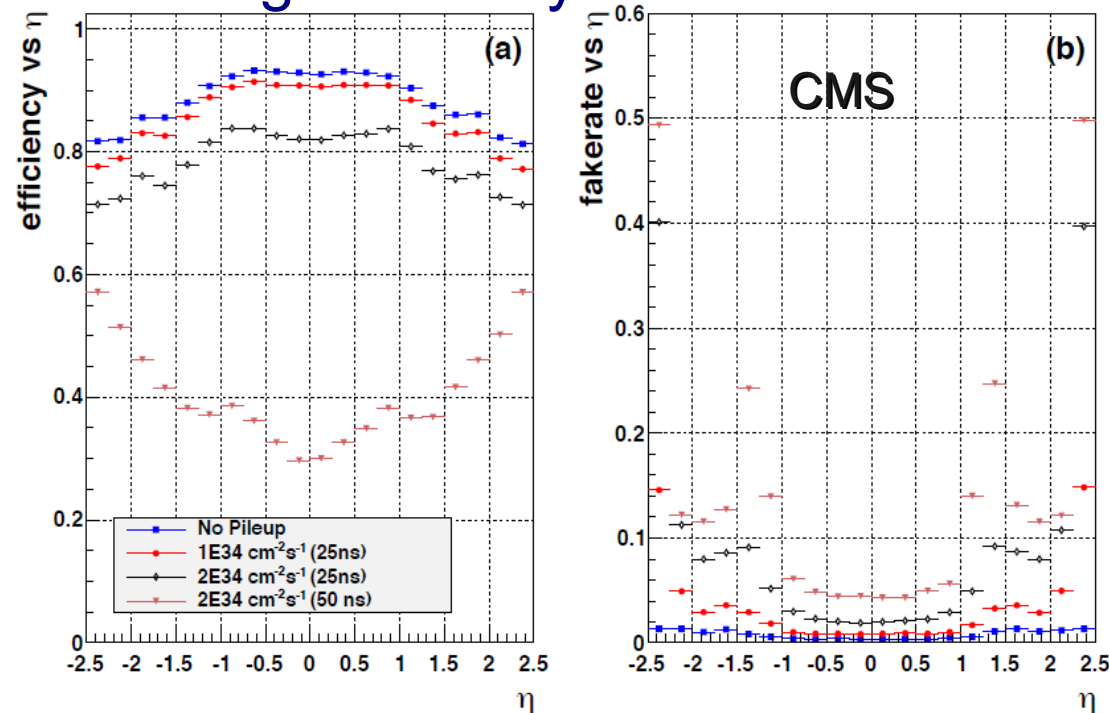 efficiency vs η
(a)
1
0.8
0.6
0.4
0.2
0
No Pileup
1E34 cm⁻²s⁻¹ (25ns)
2E34 cm⁻²s⁻¹ (25ns)
2E34 cm⁻²s⁻¹ (50 ns)
-2.5 -2 -1.5 -1 -0.5 0 0.5 1 1.5 2 2.5
η
fakerate vs η
(b)
CMS
0.6
0.5
0.4
0.3
0.2
0.1
0
-2.5 -2 -1.5 -1 -0.5 0 0.5 1 1.5 2 2.5
η